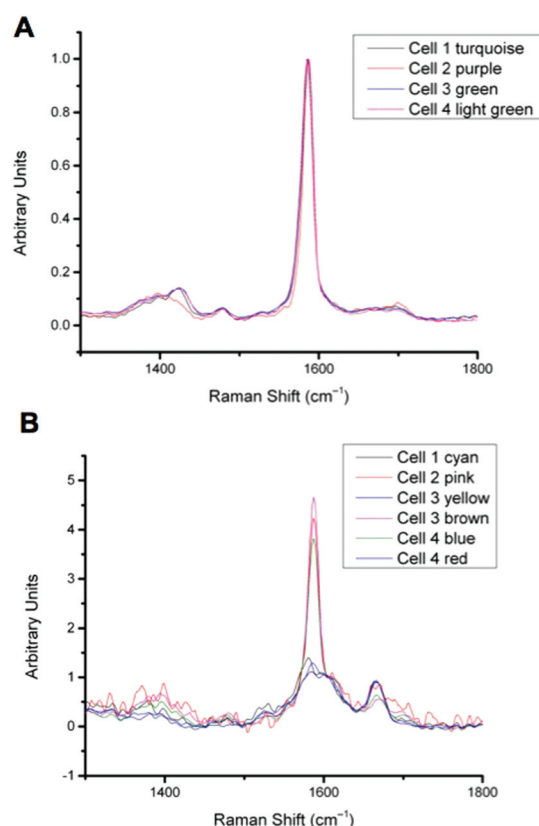 A
Cell 1 turquoise
Cell 2 purple
Cell 3 green
Cell 4 light green
1.0
0.8
0.6
0.4
0.2
0.0
Arbitrary Units
1400
1600
1800
Raman Shift (cm⁻¹)
B
Cell 1 cyan
Cell 2 pink
Cell 3 yellow
Cell 3 brown
Cell 4 blue
Cell 4 red
5
4
3
2
1
0
-1
Arbitrary Units
1400
1600
1800
Raman Shift (cm⁻¹)